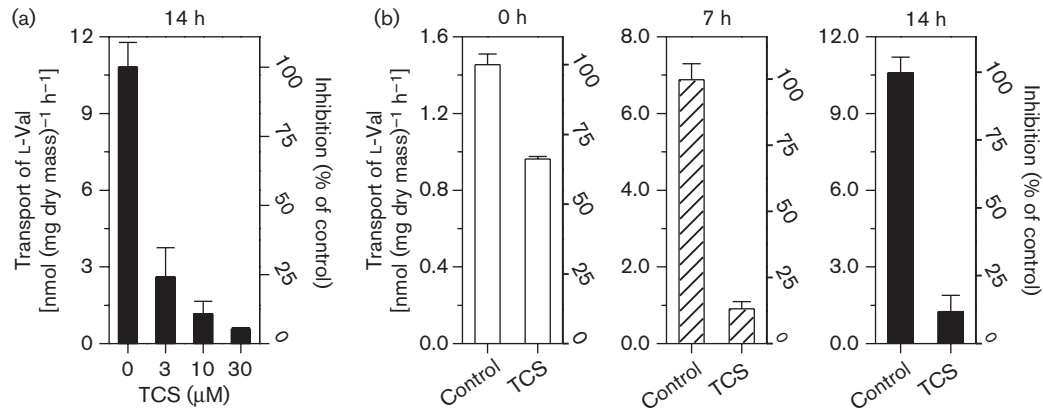 (a)
14 h
Transport of L-Val
[nmol (mg dry mass)⁻¹ h⁻¹]
12
9
6
3
0
100
75
50
25
0
Inhibition (% of control)
0 3 10 30
TCS (μM)
(b)
0 h
Transport of L-Val
[nmol (mg dry mass)⁻¹ h⁻¹]
1.6
1.2
0.8
0.4
0.0
100
75
50
25
0
Control TCS
7 h
8.0
6.0
4.0
2.0
0.0
100
75
50
25
0
Control TCS
14 h
12.0
9.0
6.0
3.0
0.0
100
75
50
25
0
Inhibition (% of control)
Control TCS